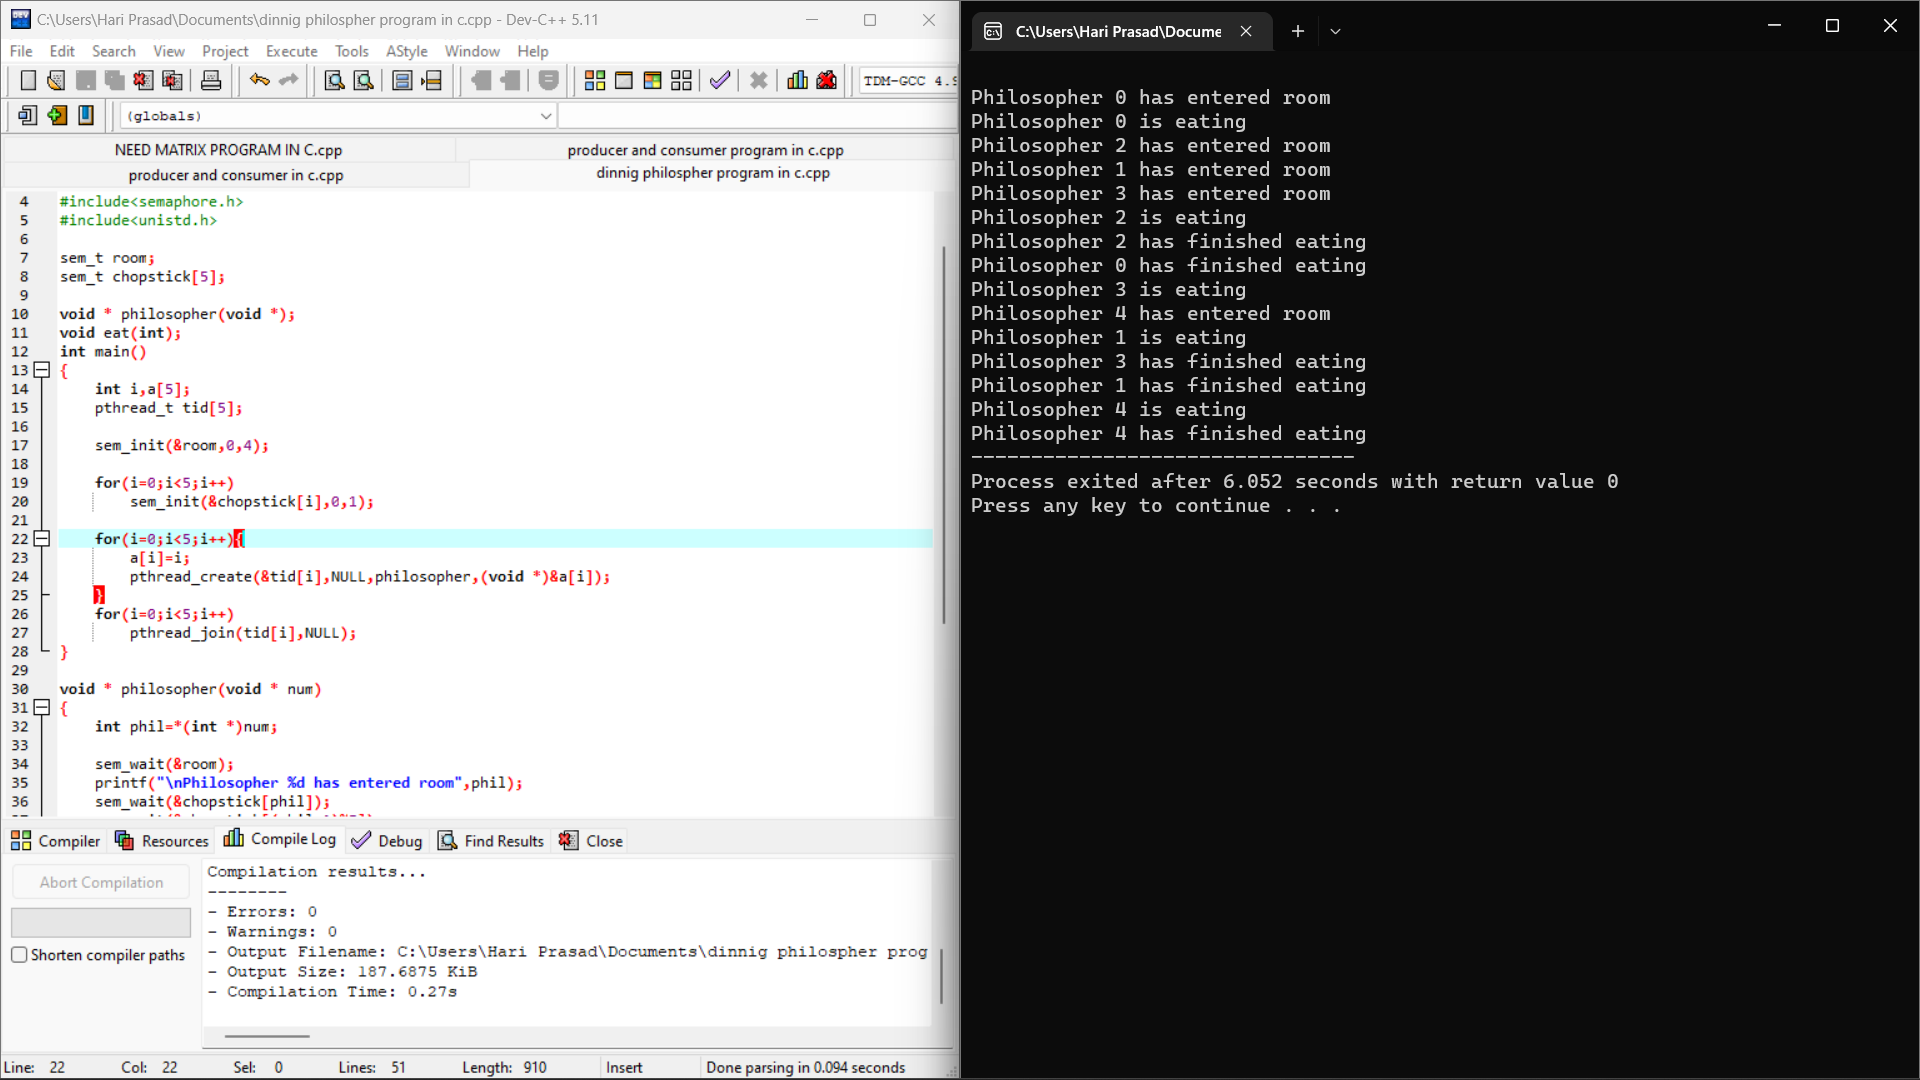 C:\Users\Hari Prasad\Documents\dinnig philospher program in c.cpp - Dev-C++ 5.11
File Edit Search View Project Execute Tools AStyle Window Help
TDM-GCC 4.9
(globals)
NEED MATRIX PROGRAM IN C.cpp
producer and consumer program in c.cpp
producer and consumer in c.cpp
dinnig philospher program in c.cpp
4 #include<semaphore.h>
5 #include<unistd.h>
6
7 sem_t room;
8 sem_t chopstick[5];
9
10 void * philosopher(void *);
11 void eat(int);
12 int main()
13 {
14 int i,a[5];
15 pthread_t tid[5];
16
17 sem_init(&room,0,4);
18
19 for(i=0;i<5;i++)
20 sem_init(&chopstick[i],0,1);
21
22 for(i=0;i<5;i++){
23 a[i]=i;
24 pthread_create(&tid[i],NULL,philosopher,(void *)&a[i]);
25 }
26 for(i=0;i<5;i++)
27 pthread_join(tid[i],NULL);
28 }
29
30 void * philosopher(void * num)
31 {
32 int phil=*(int *)num;
33
34 sem_wait(&room);
35 printf("\nPhilosopher %d has entered room",phil);
36 sem_wait(&chopstick[phil]);
Compiler Resources Compile Log Debug Find Results Close
Abort Compilation
Shorten compiler paths
Compilation results...
--------
- Errors: 0
- Warnings: 0
- Output Filename: C:\Users\Hari Prasad\Documents\dinnig philospher prog
- Output Size: 187.6875 KiB
- Compilation Time: 0.27s
Line: 22 Col: 22 Sel: 0 Lines: 51 Length: 910 Insert Done parsing in 0.094 seconds
C:\Users\Hari Prasad\Docume
Philosopher 0 has entered room
Philosopher 0 is eating
Philosopher 2 has entered room
Philosopher 1 has entered room
Philosopher 3 has entered room
Philosopher 2 is eating
Philosopher 2 has finished eating
Philosopher 0 has finished eating
Philosopher 3 is eating
Philosopher 4 has entered room
Philosopher 1 is eating
Philosopher 3 has finished eating
Philosopher 1 has finished eating
Philosopher 4 is eating
Philosopher 4 has finished eating
--------------------------------
Process exited after 6.052 seconds with return value 0
Press any key to continue . . .